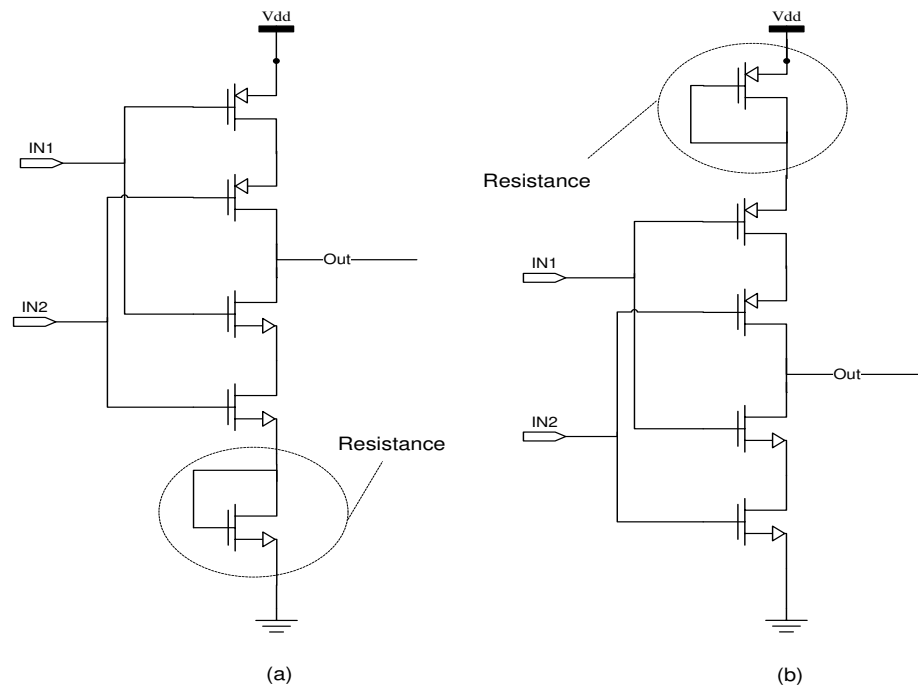 Vdd
IN1
IN2
Out
Resistance
(a)
Vdd
Resistance
IN1
IN2
Out
(b)